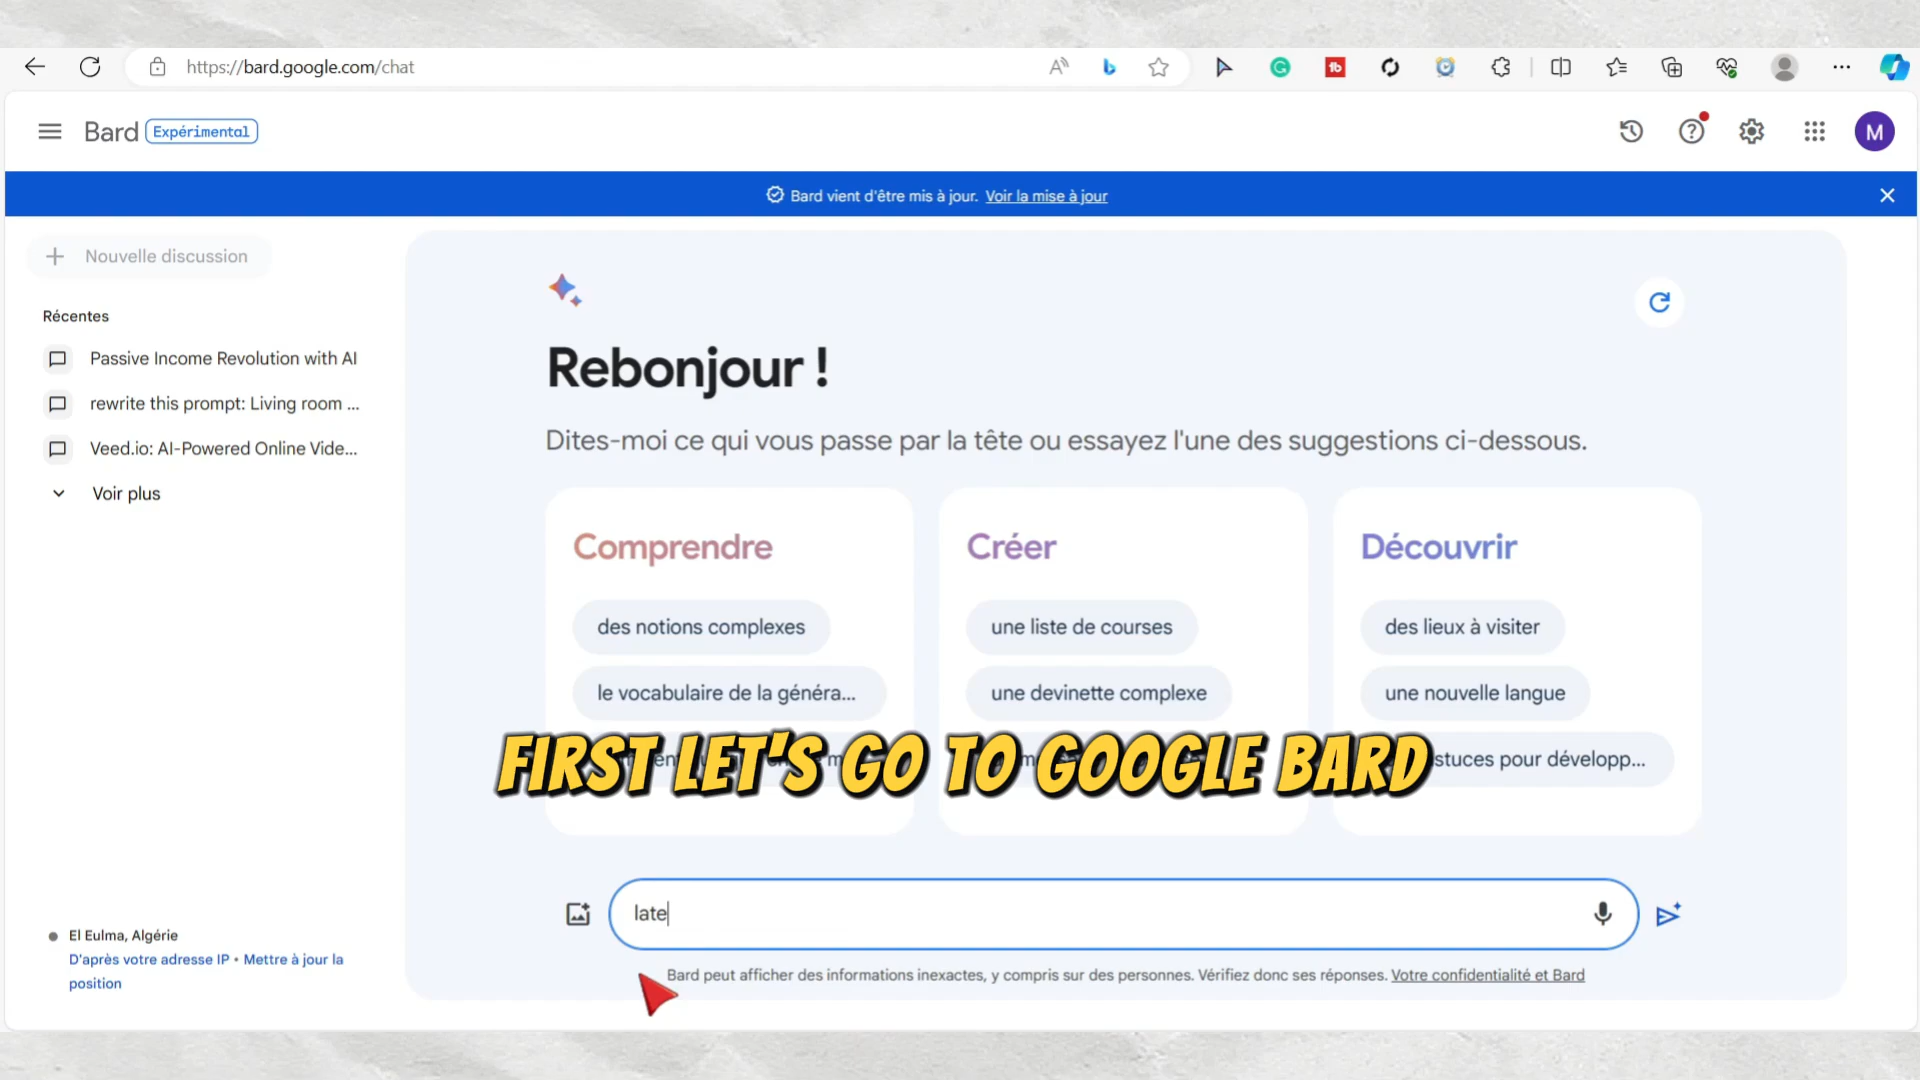 https://bard.google.com/chat
Bard Expérimental
M
Bard vient d'être mis à jour. Voir la mise à jour
Nouvelle discussion
Récentes
Passive Income Revolution with AI
rewrite this prompt: Living room ...
Veed.io: AI-Powered Online Vide...
Voir plus
Rebonjour !
Dites-moi ce qui vous passe par la tête ou essayez l'une des suggestions ci-dessous.
Comprendre
des notions complexes
le vocabulaire de la généra...
Créer
une liste de courses
une devinette complexe
Découvrir
des lieux à visiter
une nouvelle langue
stuces pour développ...
FIRST LET'S GO TO GOOGLE BARD
late
Bard peut afficher des informations inexactes, y compris sur des personnes. Vérifiez donc ses réponses. Votre confidentialité et Bard
El Eulma, Algérie
D'après votre adresse IP • Mettre à jour la
position